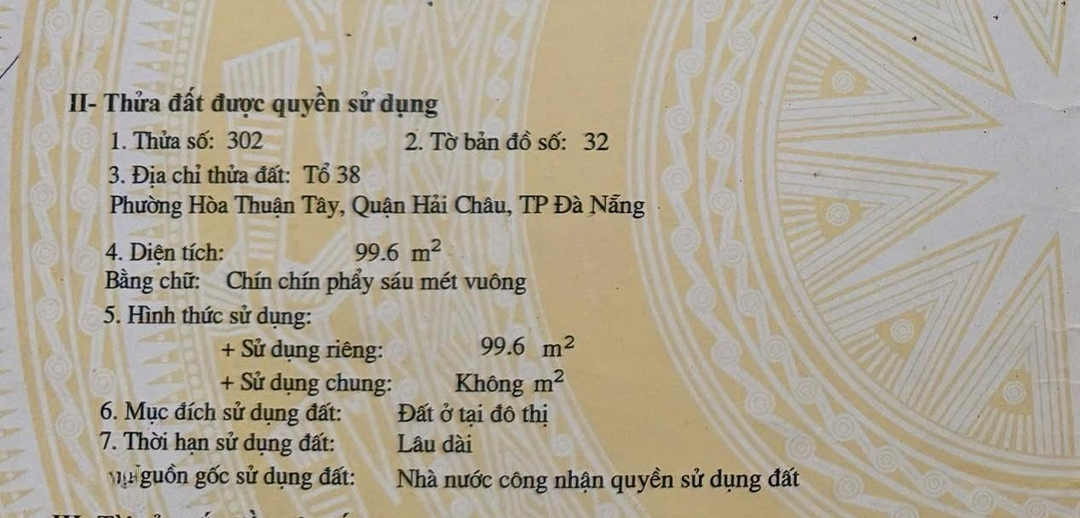 II- Thửa đất được quyền sử dụng
1. Thửa số: 302 2. Tờ bản đồ số: 32
3. Địa chỉ thửa đất: Tổ 38
Phường Hòa Thuận Tây, Quận Hải Châu, TP Đà Nẵng
4. Diện tích: 99.6 m²
Bằng chữ: Chín chín phẩy sáu mét vuông
5. Hình thức sử dụng:
+ Sử dụng riêng: 99.6 m²
+ Sử dụng chung: Không m²
6. Mục đích sử dụng đất: Đất ở tại đô thị
7. Thời hạn sử dụng đất: Lâu dài
gốc sử dụng đất: Nhà nước công nhận quyền sử dụng đất